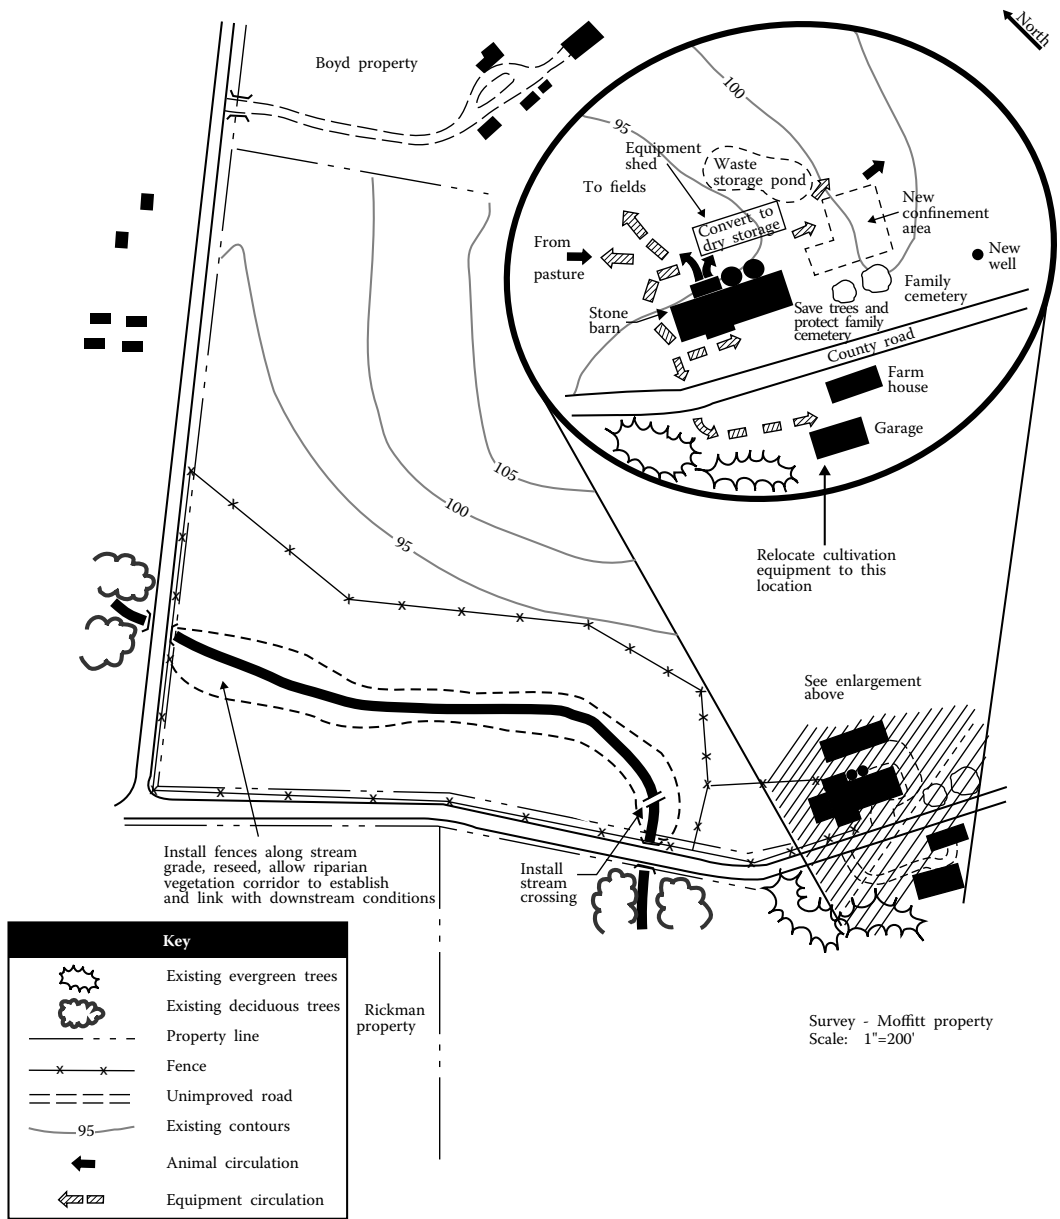 North
Boyd property
100
95
Equipment
shed
Waste
storage pond
To fields
New
confinement
area
Convert to
dry storage
From
pasture
New
well
Family
cemetery
Stone
barn
Save trees and
protect family
cemetery
County road
Farm
house
Garage
105
100
95
Relocate cultivation
equipment to this
location
See enlargement
above
Install fences along stream
grade, reseed, allow riparian
vegetation corridor to establish
and link with downstream conditions
Install
stream
crossing
Key
Existing evergreen trees
Existing deciduous trees
Property line
x x
Fence
Unimproved road
95
Existing contours
Animal circulation
Equipment circulation
Rickman
property
Survey - Moffitt property
Scale: 1"=200'